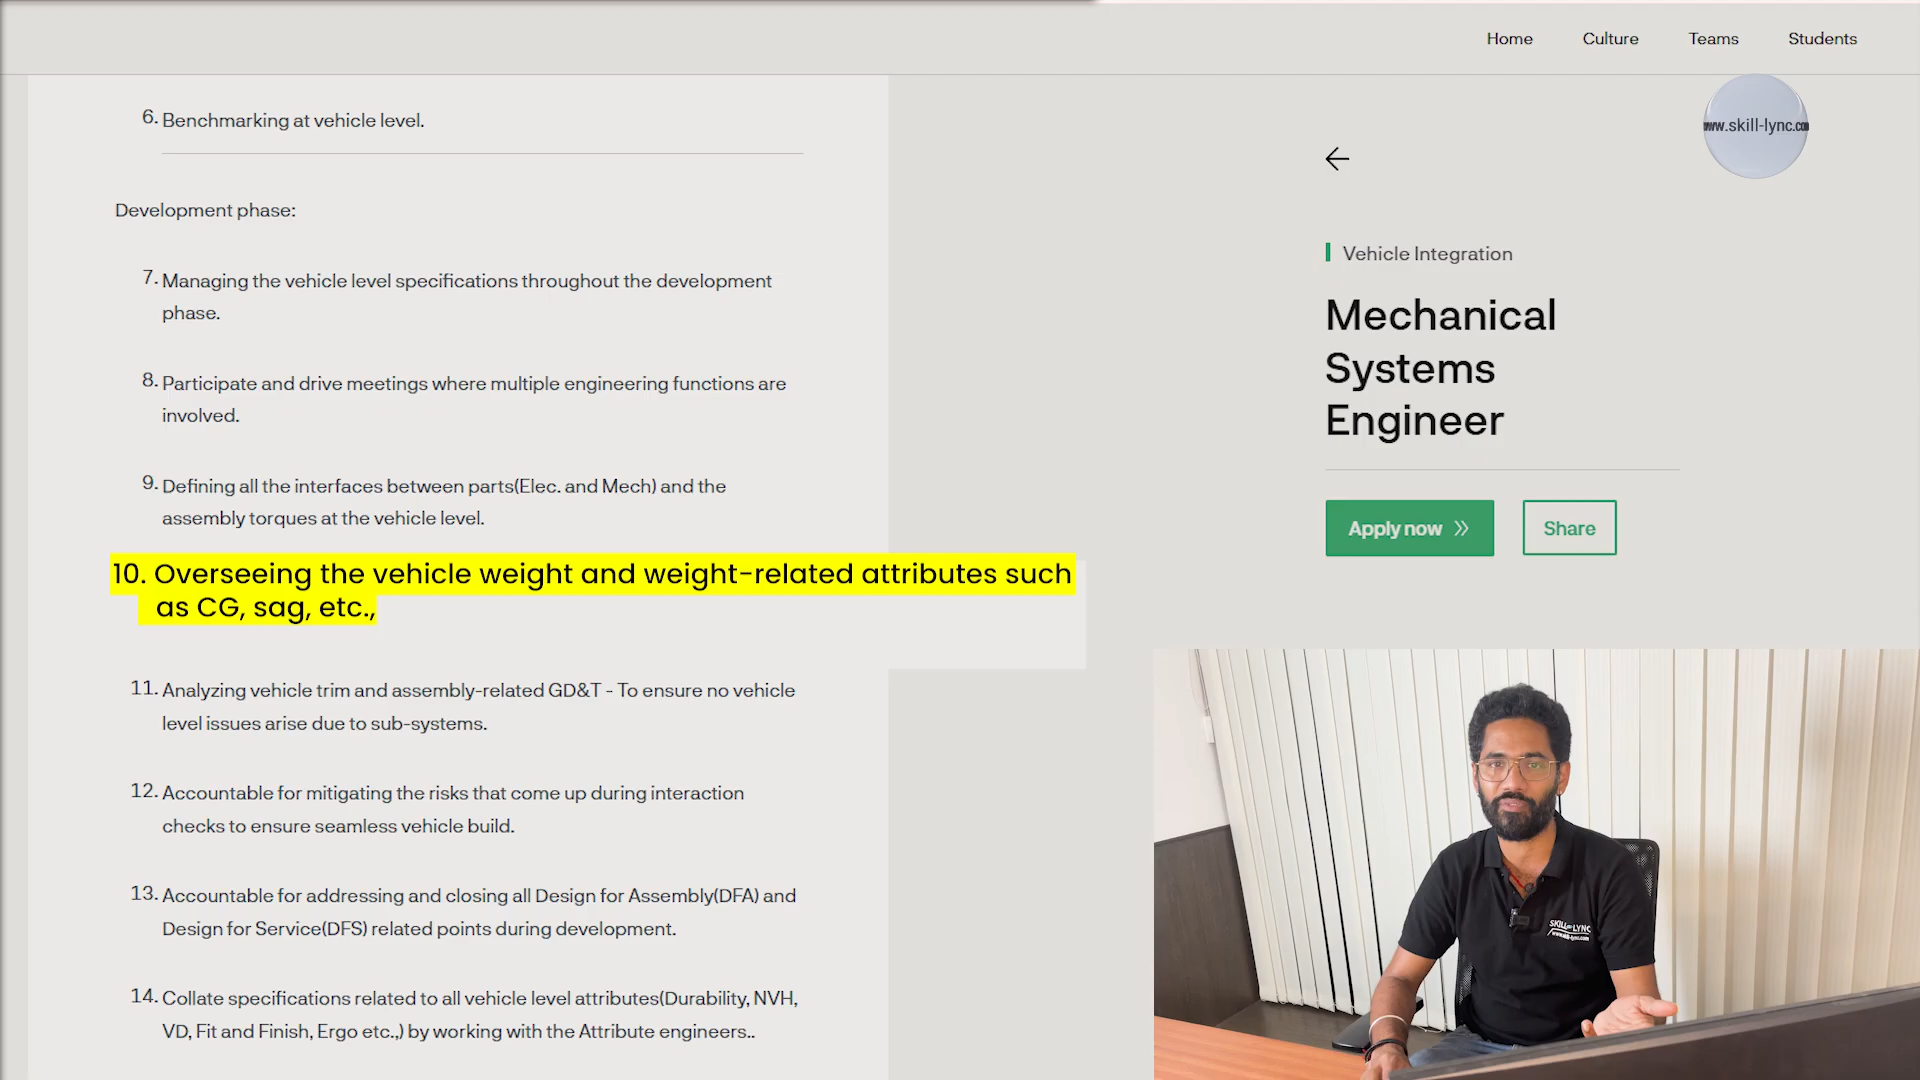 Home
Culture
Teams
Students
www.skill-lync.com
6. Benchmarking at vehicle level.
Development phase:
7. Managing the vehicle level specifications throughout the development
phase.
8. Participate and drive meetings where multiple engineering functions are
involved.
9. Defining all the interfaces between parts(Elec. and Mech) and the
assembly torques at the vehicle level.
10. Overseeing the vehicle weight and weight-related attributes such
as CG, sag, etc.,
11. Analyzing vehicle trim and assembly-related GD&T - To ensure no vehicle
level issues arise due to sub-systems.
12. Accountable for mitigating the risks that come up during interaction
checks to ensure seamless vehicle build.
13. Accountable for addressing and closing all Design for Assembly(DFA) and
Design for Service(DFS) related points during development.
14. Collate specifications related to all vehicle level attributes(Durability, NVH,
VD, Fit and Finish, Ergo etc.,) by working with the Attribute engineers..
Vehicle Integration
Mechanical
Systems
Engineer
Apply now
Share
SKILL-LYNC
www.skill-lync.com